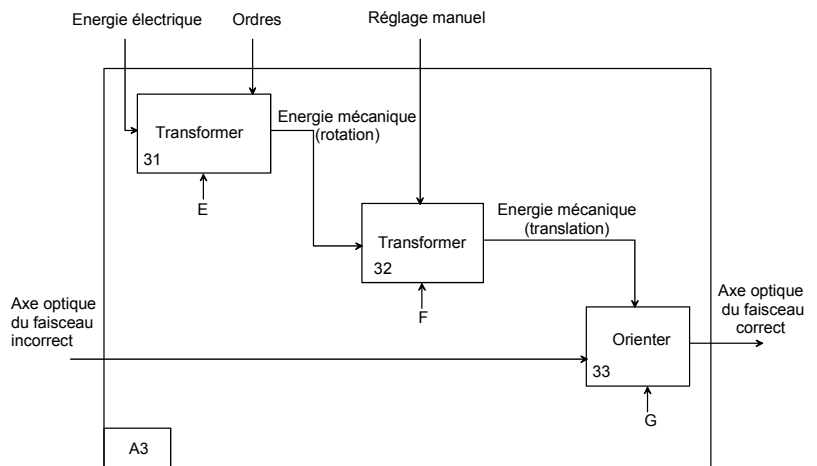 Energie électrique
Ordres
Réglage manuel
Transformer
31
Energie mécanique
(rotation)
E
Transformer
32
Energie mécanique
(translation)
F
Axe optique
du faisceau
incorrect
Orienter
33
Axe optique
du faisceau
correct
G
A3